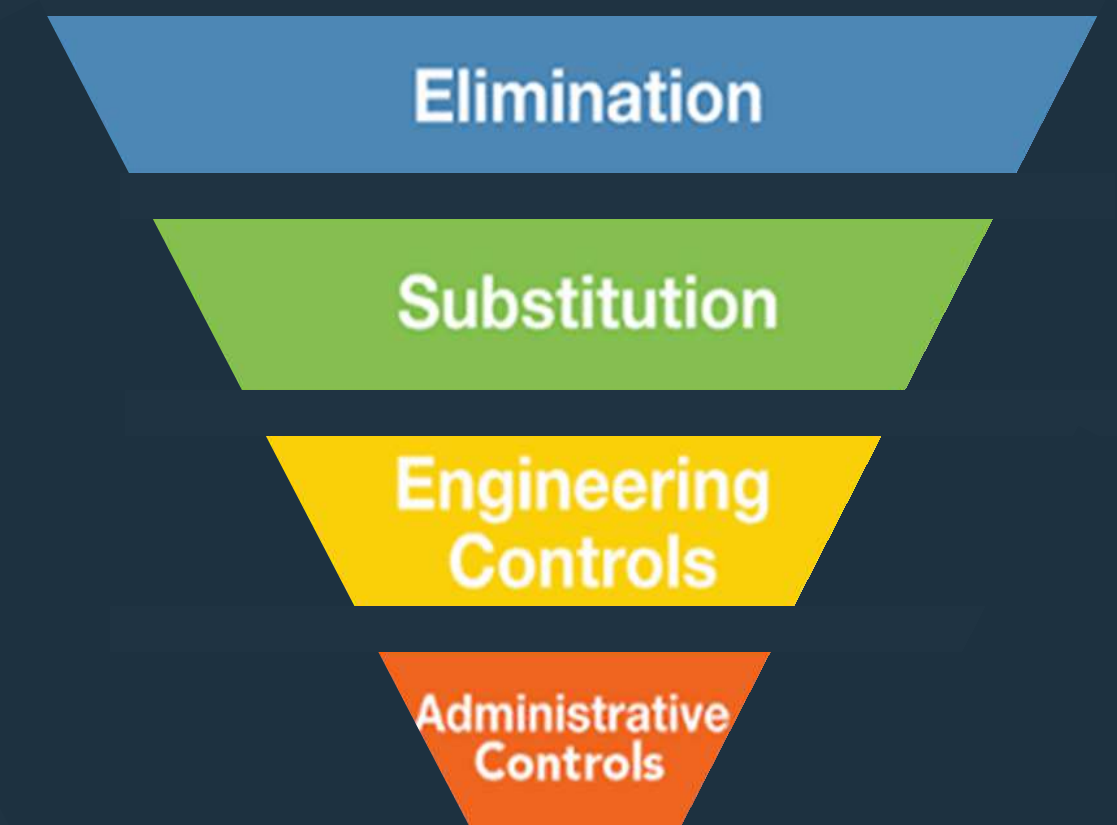 Elimination
Substitution
Engineering
Controls
Administrative
Controls